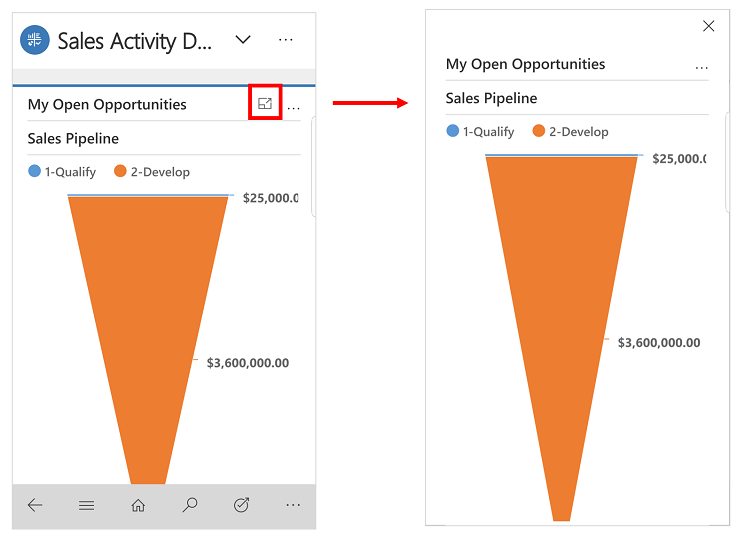 Sales Activity D...
My Open Opportunities
Sales Pipeline
1-Qualify 2-Develop
$25,000.0
$3,600,000.00
My Open Opportunities
Sales Pipeline
1-Qualify 2-Develop
$25,000.
$3,600,000.00